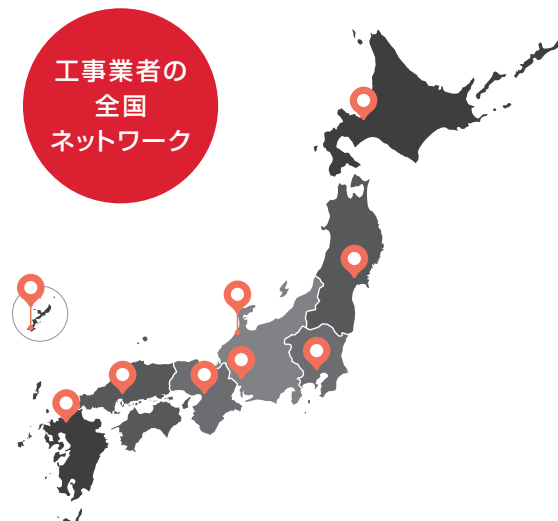 工事業者の
全国
ネットワーク